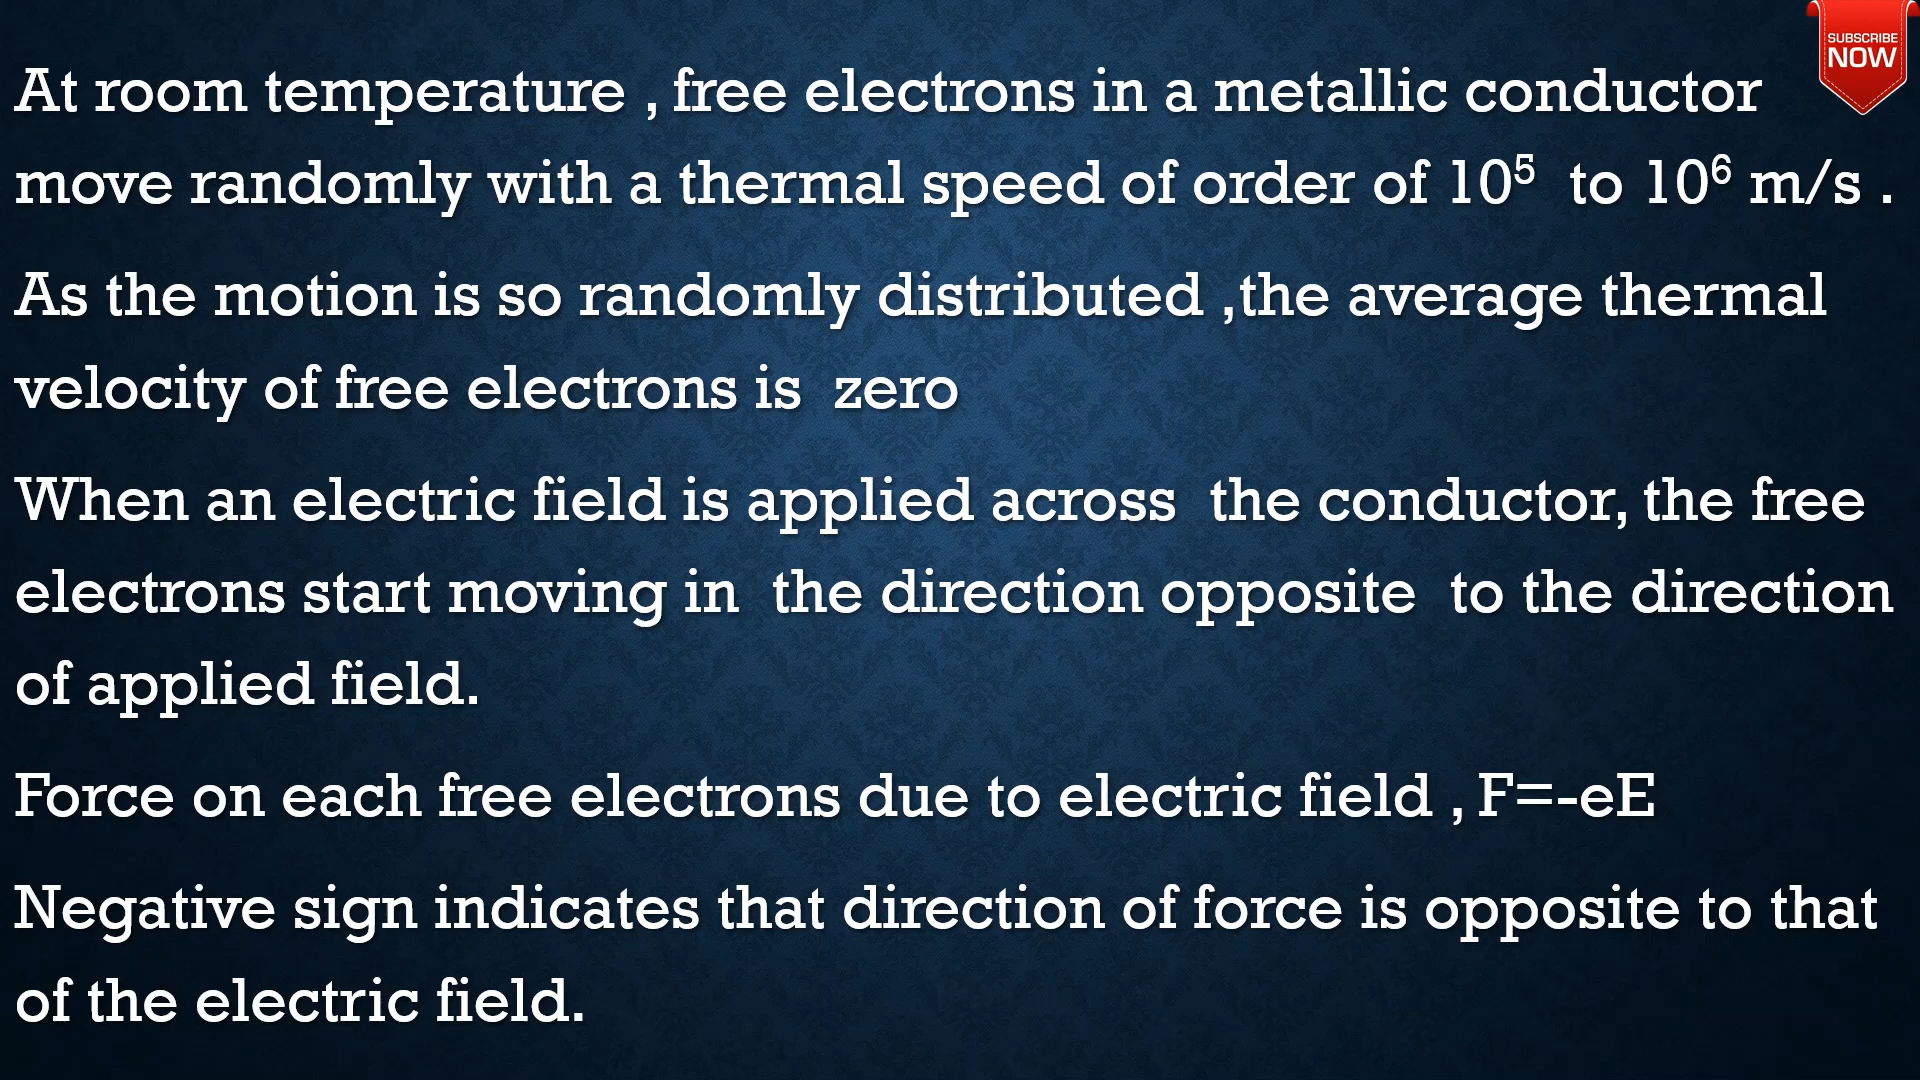 SUBSCRIBE
NOW
At room temperature , free electrons in a metallic conductor
move randomly with a thermal speed of order of 10⁵ to 10⁶ m/s .
As the motion is so randomly distributed ,the average thermal
velocity of free electrons is zero
When an electric field is applied across the conductor, the free
electrons start moving in the direction opposite to the direction
of applied field.
Force on each free electrons due to electric field , F=-eE
Negative sign indicates that direction of force is opposite to that
of the electric field.